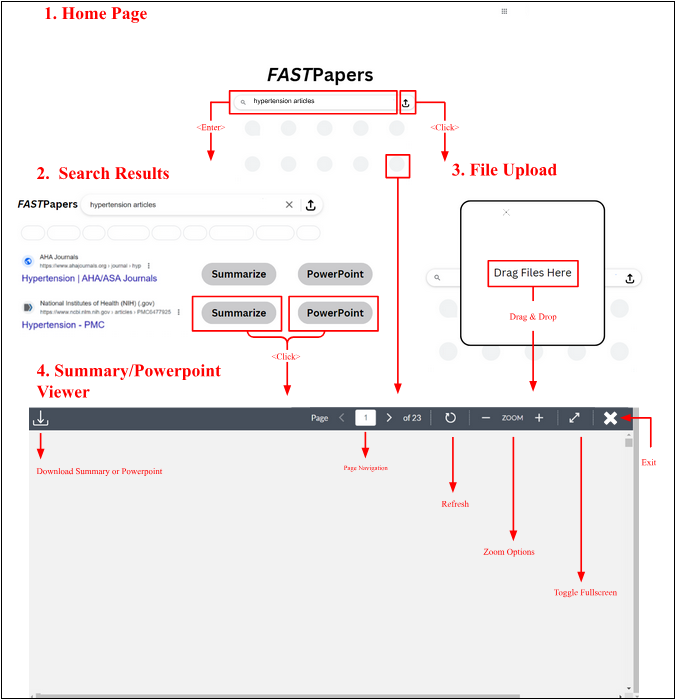 1. Home Page
FASTPapers
hypertension articles
<Enter>
<Click>
2. Search Results
3. File Upload
FASTPapers
hypertension articles
AHA Journals
https://www.ahajournals.org › journal › hyp
Hypertension | AHA/ASA Journals
Summarize
PowerPoint
National Institutes of Health (NIH) (.gov)
https://www.ncbi.nlm.nih.gov › articles › PMC6477925
Hypertension - PMC
Summarize
PowerPoint
<Click>
Drag Files Here
Drag & Drop
4. Summary/Powerpoint
Viewer
Page
1
of 23
ZOOM
Exit
Download Summary or Powerpoint
Page Navigation
Refresh
Zoom Options
Toggle Fullscreen